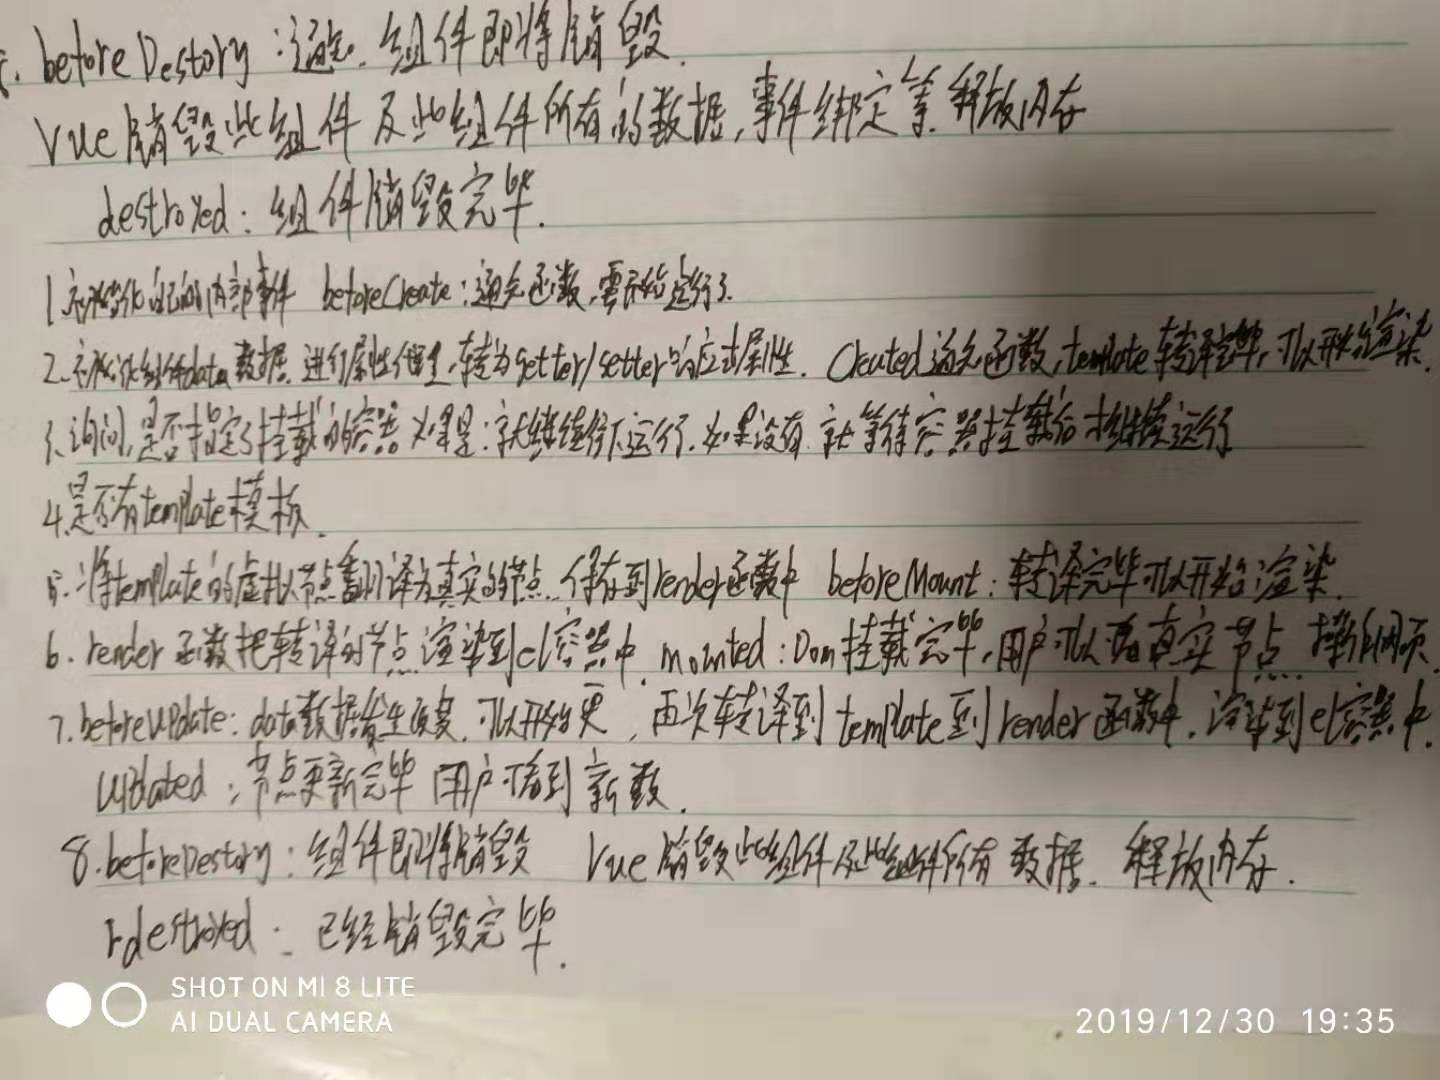 beforeDestory：通知.组件即将销毁.
Vue销毁此组件及此组件所有的数据,事件绑定等.释放内存
destroyed：组件销毁完毕.
1.初始化 内部事件 beforeCreate：通知函数,要开始运行了.
2.初始化组件data数据.进行属性 ,转为getter/setter响应式属性. Created通知函数,template转译完毕,可以开始渲染.
3.询问,是否指定了挂载的容器 如果是：就继续往下运行.如果没有.就等待容器挂载后才继续运行
4.是否有template模板.
5.将template的虚拟节点翻译为真实的节点.保存到render函数中 beforeMount：转译完毕可以开始渲染.
6.render函数把转译的节点渲染到el容器中. mounted：Dom挂载完毕,用户可以 真实节点.
7.beforeUpdate：data数据发生改变.可以开始更,再次转译到template到render函数中.渲染到el容器中.
Updated：节点更新完毕 用户可看到新数.
8.beforeDestory：组件即将销毁 Vue销毁此组件及此组件所有数据.释放内存.
rdestroyed：已经销毁完毕.
SHOT ON MI 8 LITE
AI DUAL CAMERA
2019/12/30 19:35